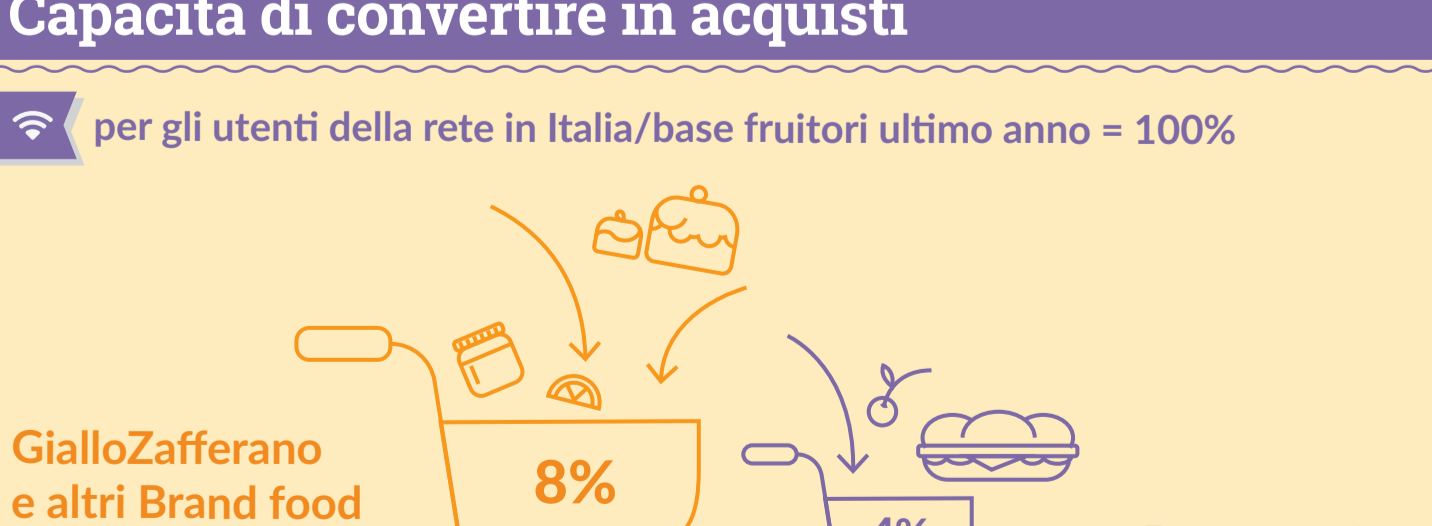 Capacità di convertire in acquisti
per gli utenti della rete in Italia/base fruitori ultimo anno = 100%
GialloZafferano
e altri Brand food
8%
4%